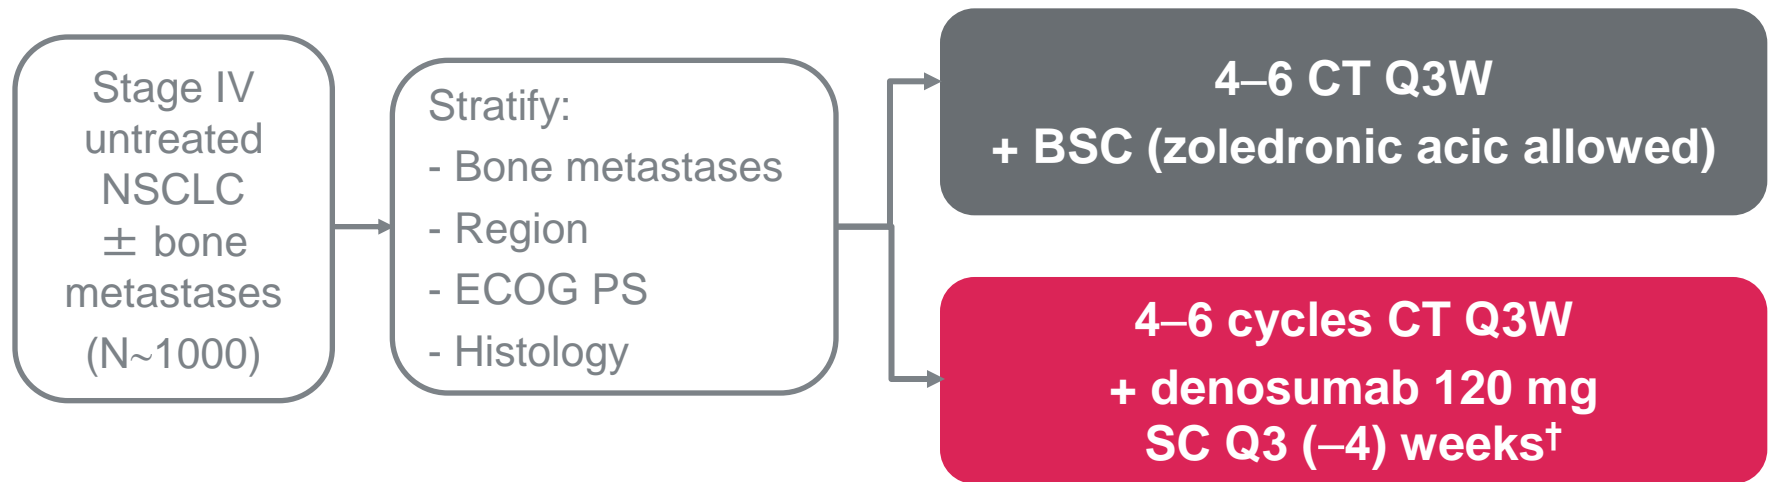 Stage IV
untreated
NSCLC
± bone
metastases
(N~1000)
Stratify:
- Bone metastases
- Region
- ECOG PS
- Histology
4–6 CT Q3W
+ BSC (zoledronic acic allowed)
4–6 cycles CT Q3W
+ denosumab 120 mg
SC Q3 (–4) weeks†